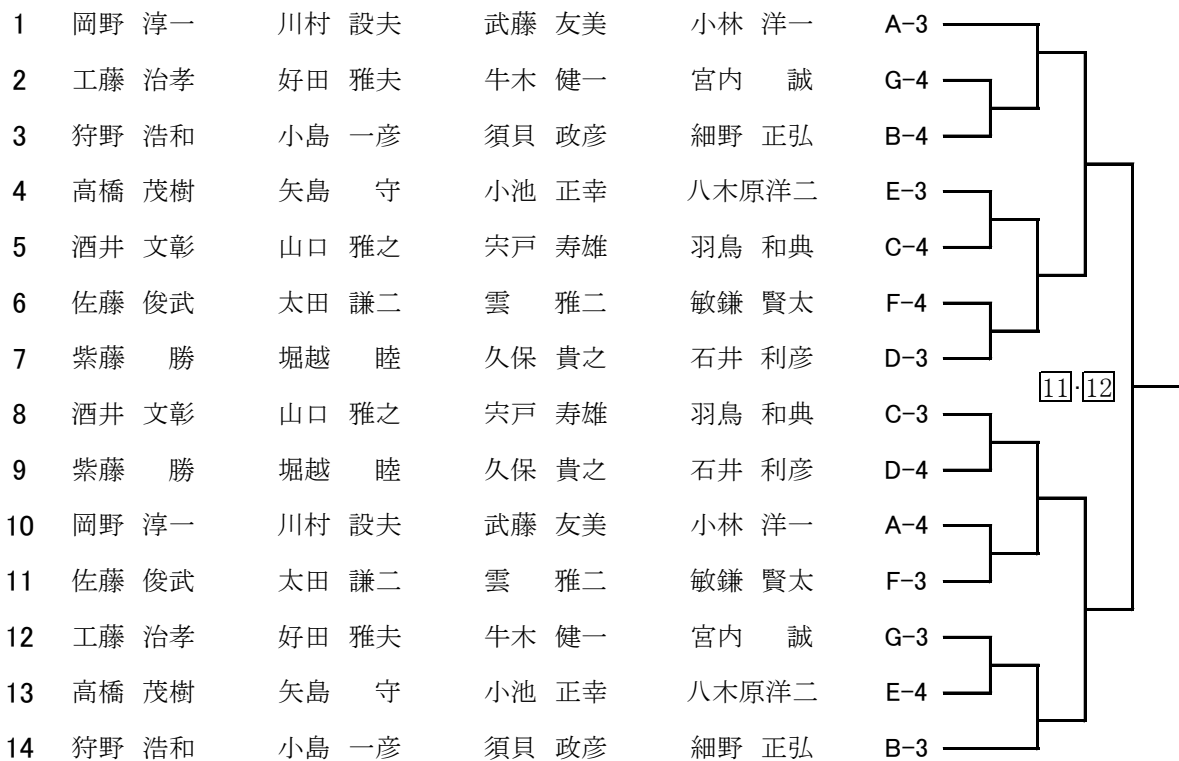 1 岡野 淳一 川村 設夫 武藤 友美 小林 洋一 A-3
2 工藤 治孝 好田 雅夫 牛木 健一 宮内 誠 G-4
3 狩野 浩和 小島 一彦 須貝 政彦 細野 正弘 B-4
4 高橋 茂樹 矢島 守 小池 正幸 八木原洋二 E-3
5 酒井 文彰 山口 雅之 宍戸 寿雄 羽鳥 和典 C-4
6 佐藤 俊武 太田 謙二 雲 雅二 敏鎌 賢太 F-4
7 紫藤 勝 堀越 睦 久保 貴之 石井 利彦 D-3
11・12
8 酒井 文彰 山口 雅之 宍戸 寿雄 羽鳥 和典 C-3
9 紫藤 勝 堀越 睦 久保 貴之 石井 利彦 D-4
10 岡野 淳一 川村 設夫 武藤 友美 小林 洋一 A-4
11 佐藤 俊武 太田 謙二 雲 雅二 敏鎌 賢太 F-3
12 工藤 治孝 好田 雅夫 牛木 健一 宮内 誠 G-3
13 高橋 茂樹 矢島 守 小池 正幸 八木原洋二 E-4
14 狩野 浩和 小島 一彦 須貝 政彦 細野 正弘 B-3